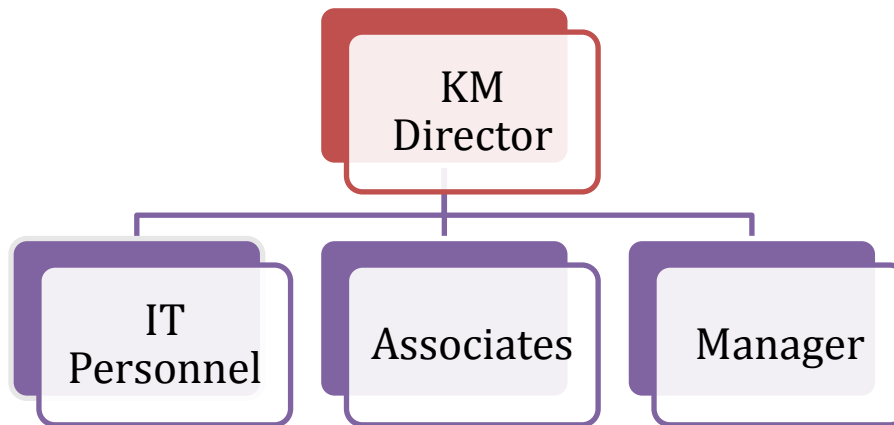 KM
Director
IT
Personnel
Associates
Manager